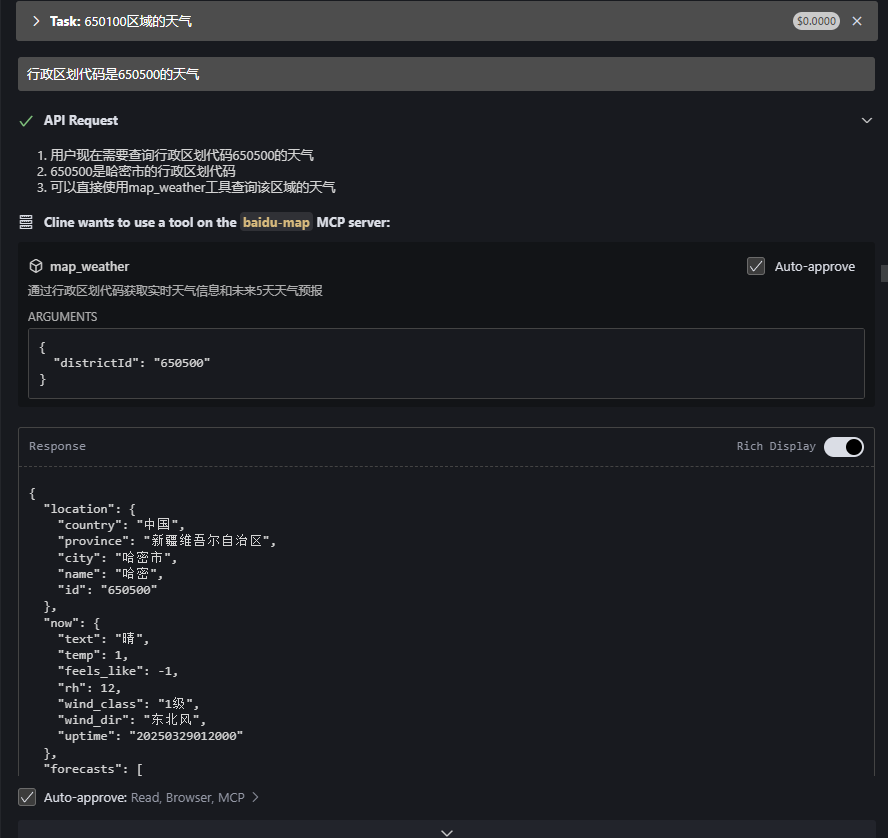 Task: 650100区域的天气
$0.0000
行政区划代码是650500的天气
API Request
1. 用户现在需要查询行政区划代码650500的天气
2. 650500是哈密市的行政区划代码
3. 可以直接使用map_weather工具查询该区域的天气
Cline wants to use a tool on the baidu-map MCP server:
map_weather
Auto-approve
通过行政区划代码获取实时天气信息和未来5天天气预报
ARGUMENTS
{
"districtId": "650500"
}
Response
Rich Display
{
"location": {
"country": "中国",
"province": "新疆维吾尔自治区",
"city": "哈密市",
"name": "哈密",
"id": "650500"
},
"now": {
"text": "晴",
"temp": 1,
"feels_like": -1,
"rh": 12,
"wind_class": "1级",
"wind_dir": "东北风",
"uptime": "20250329012000"
},
"forecasts": [
Auto-approve: Read, Browser, MCP